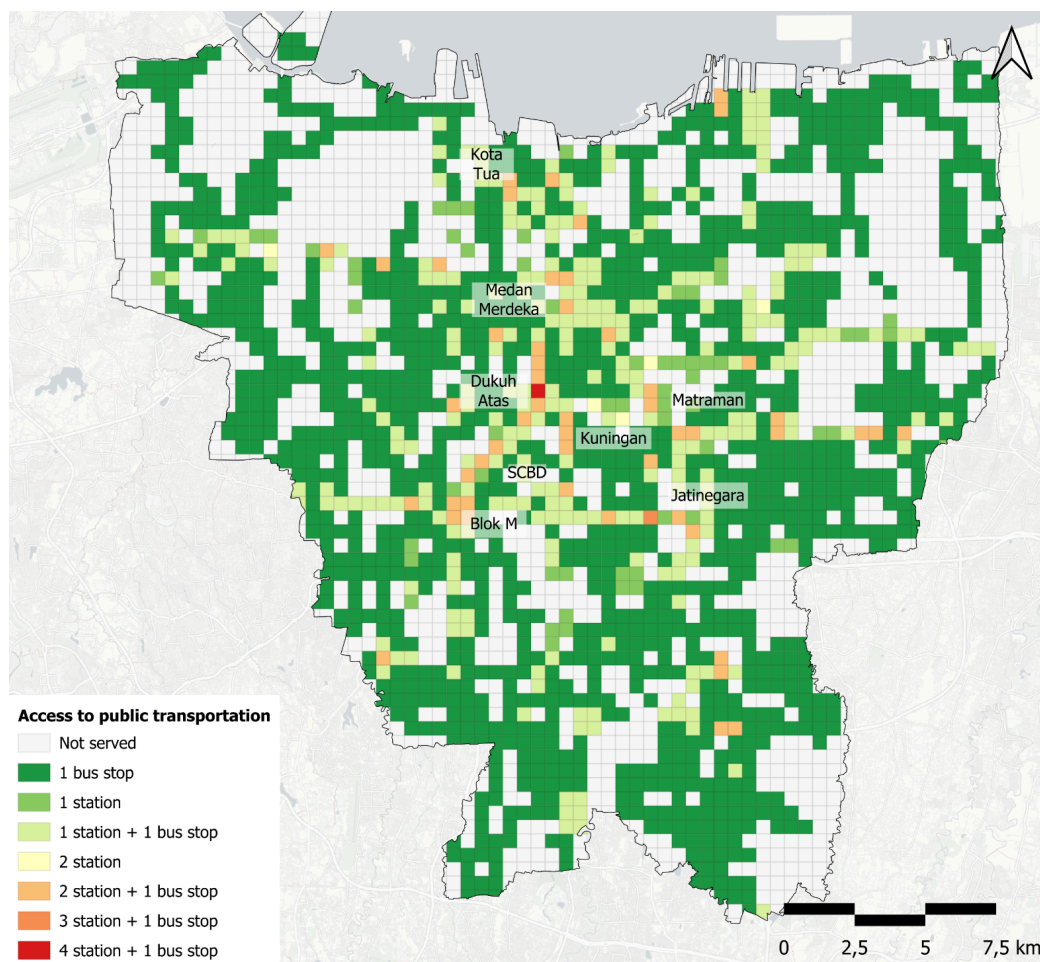 Kota
Tua
Medan
Merdeka
Dukuh
Atas
Matraman
Kuningan
SCBD
Jatinegara
Blok M
Access to public transportation
Not served
1 bus stop
1 station
1 station + 1 bus stop
2 station
2 station + 1 bus stop
3 station + 1 bus stop
4 station + 1 bus stop
0 2,5 5 7,5 km